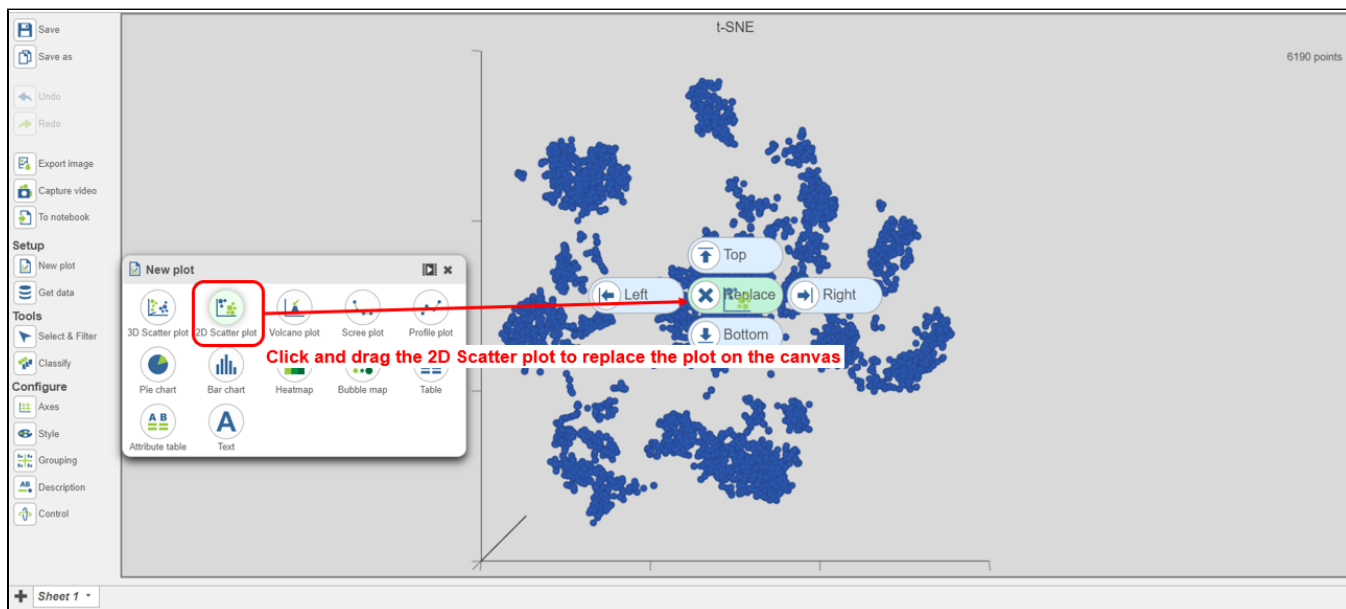 Save
Save as
Undo
Redo
Export image
Capture video
To notebook
Setup
New plot
Get data
Tools
Select & Filter
Classify
Configure
Axes
Style
Grouping
Description
Control
t-SNE
6190 points
New plot
3D Scatter plot
2D Scatter plot
Volcano plot
Scree plot
Profile plot
Pie chart
Bar chart
Heatmap
Bubble map
Table
A B
A
Attribute table
Text
Top
Left
Replace
Right
Bottom
Click and drag the 2D Scatter plot to replace the plot on the canvas
Sheet 1